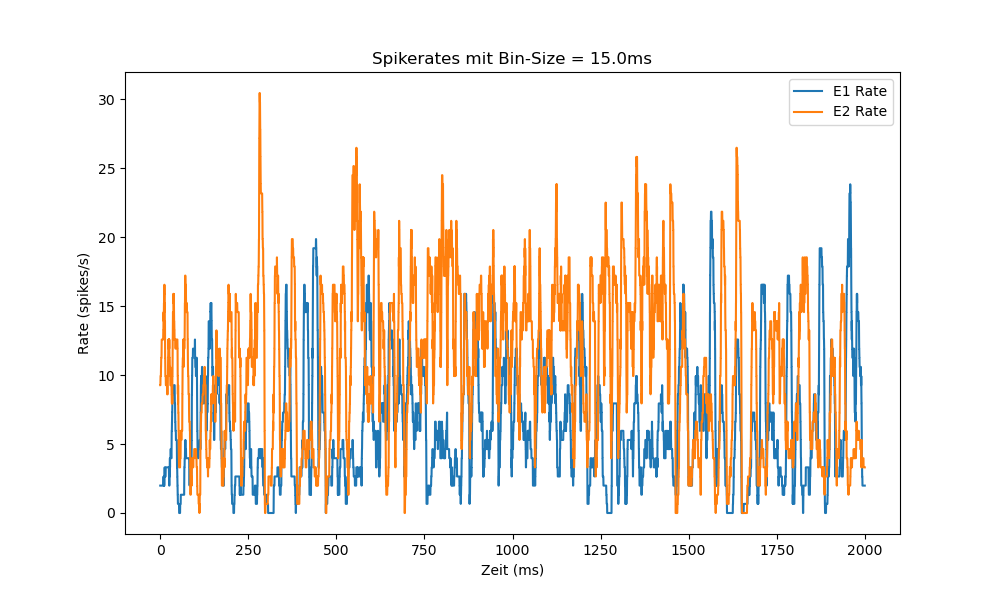 Spikerates mit Bin-Size = 15.0ms
E1 Rate
E2 Rate
Rate (spikes/s)
30
25
20
15
10
5
0
0 250 500 750 1000 1250 1500 1750 2000
Zeit (ms)